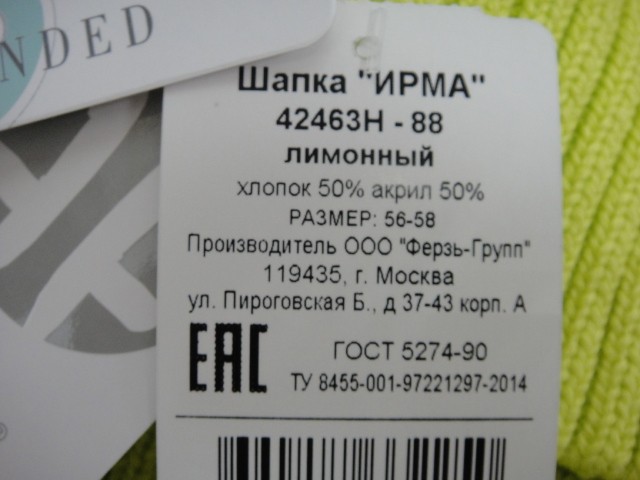 NDED
Шапка "ИРМА"
42463Н - 88
лимонный
хлопок 50% акрил 50%
РАЗМЕР: 56-58
Производитель ООО "Ферзь-Групп"
119435, г. Москва
ул. Пироговская Б., д 37-43 корп. А
EAC
ГОСТ 5274-90
ТУ 8455-001-97221297-2014
®